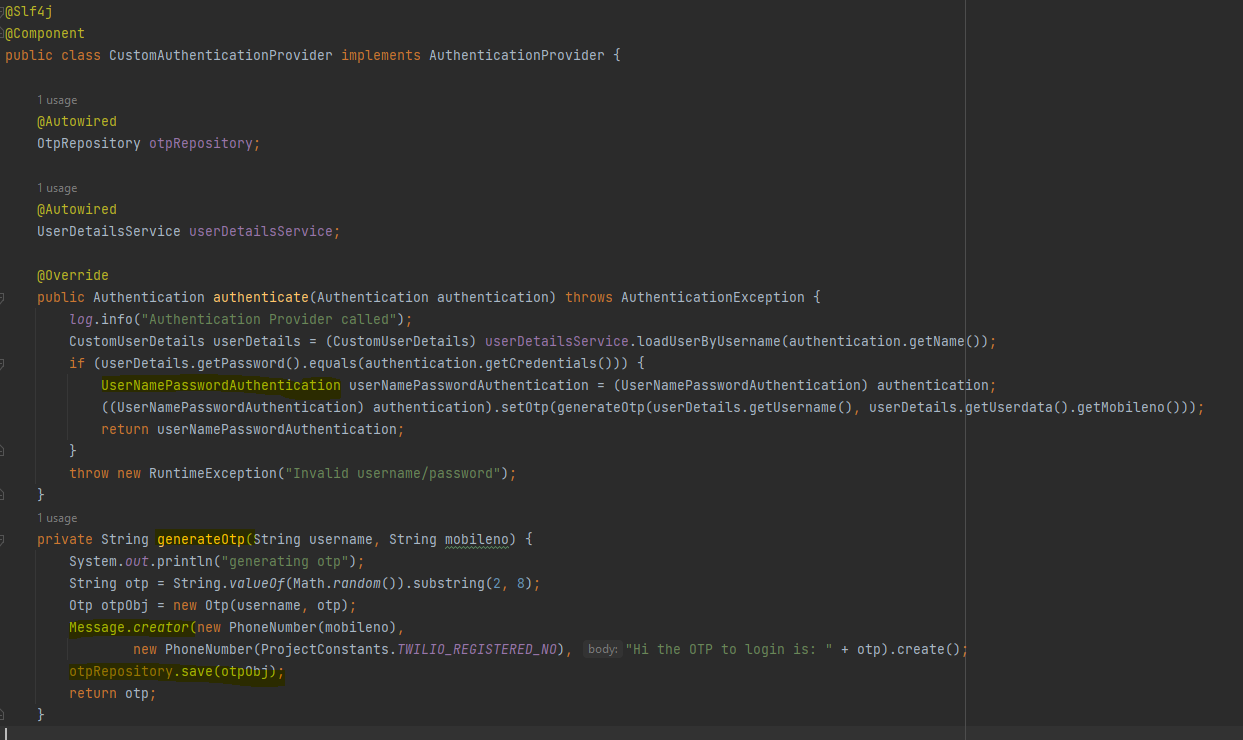 @Slf4j
@Component
public class CustomAuthenticationProvider implements AuthenticationProvider {
1 usage
@Autowired
OtpRepository otpRepository;
1 usage
@Autowired
UserDetailsService userDetailsService;
@Override
public Authentication authenticate(Authentication authentication) throws AuthenticationException {
log.info("Authentication Provider called");
CustomUserDetails userDetails = (CustomUserDetails) userDetailsService.loadUserByUsername(authentication.getName());
if (userDetails.getPassword().equals(authentication.getCredentials())) {
UserNamePasswordAuthentication userNamePasswordAuthentication = (UserNamePasswordAuthentication) authentication;
((UserNamePasswordAuthentication) authentication).setOtp(generateOtp(userDetails.getUsername(), userDetails.getUserdata().getMobileno()));
return userNamePasswordAuthentication;
}
throw new RuntimeException("Invalid username/password");
}
1 usage
private String generateOtp(String username, String mobileno) {
System.out.println("generating otp");
String otp = String.valueOf(Math.random()).substring(2, 8);
Otp otpObj = new Otp(username, otp);
Message.creator(new PhoneNumber(mobileno),
new PhoneNumber(ProjectConstants.TWILIO_REGISTERED_NO), body: "Hi the OTP to login is: " + otp).create();
otpRepository.save(otpObj);
return otp;
}